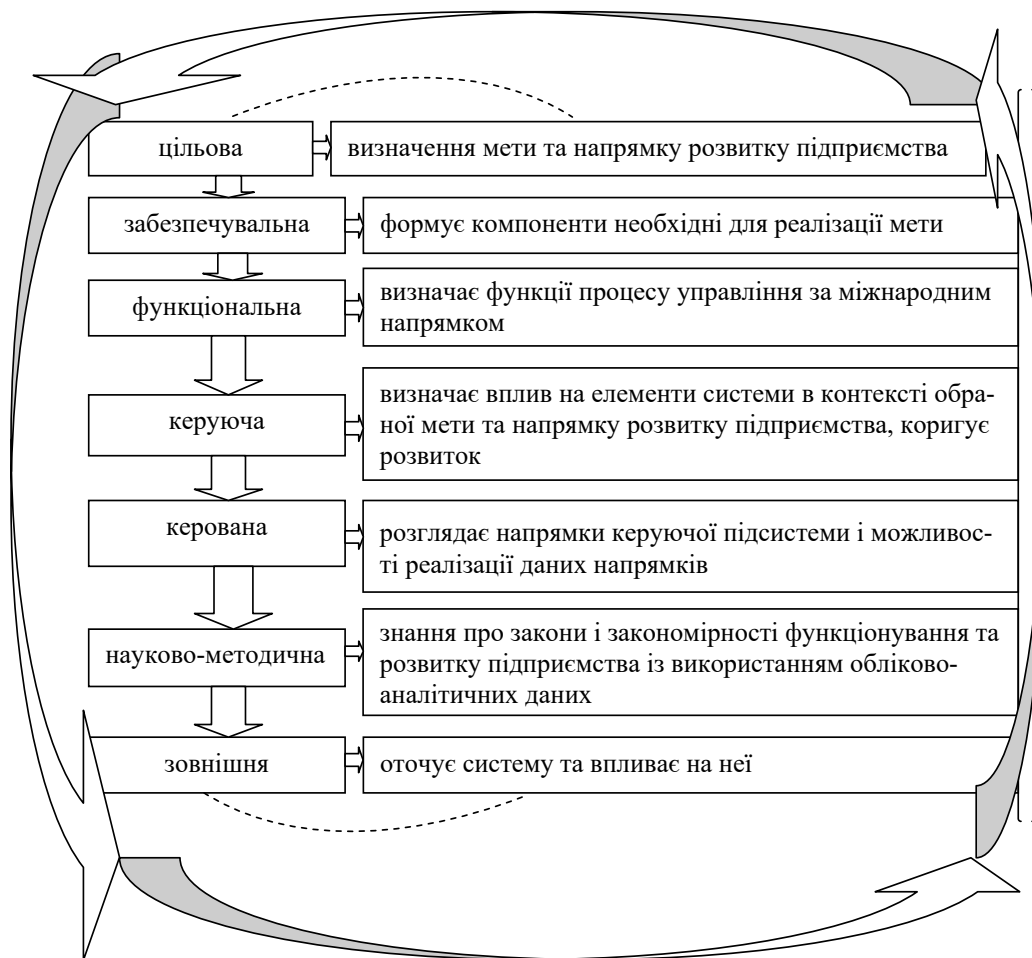 цільова
визначення мети та напрямку розвитку підприємства
забезпечувальна
формує компоненти необхідні для реалізації мети
функціональна
визначає функції процесу управління за міжнародним
напрямком
керуюча
визначає вплив на елементи системи в контексті обра-
ної мети та напрямку розвитку підприємства, коригує
розвиток
керована
розглядає напрямки керуючої підсистеми і можливос-
ті реалізації даних напрямків
науково-методична
знання про закони і закономірності функціонування та
розвитку підприємства із використанням обліково-
аналітичних даних
зовнішня
оточує систему та впливає на неї